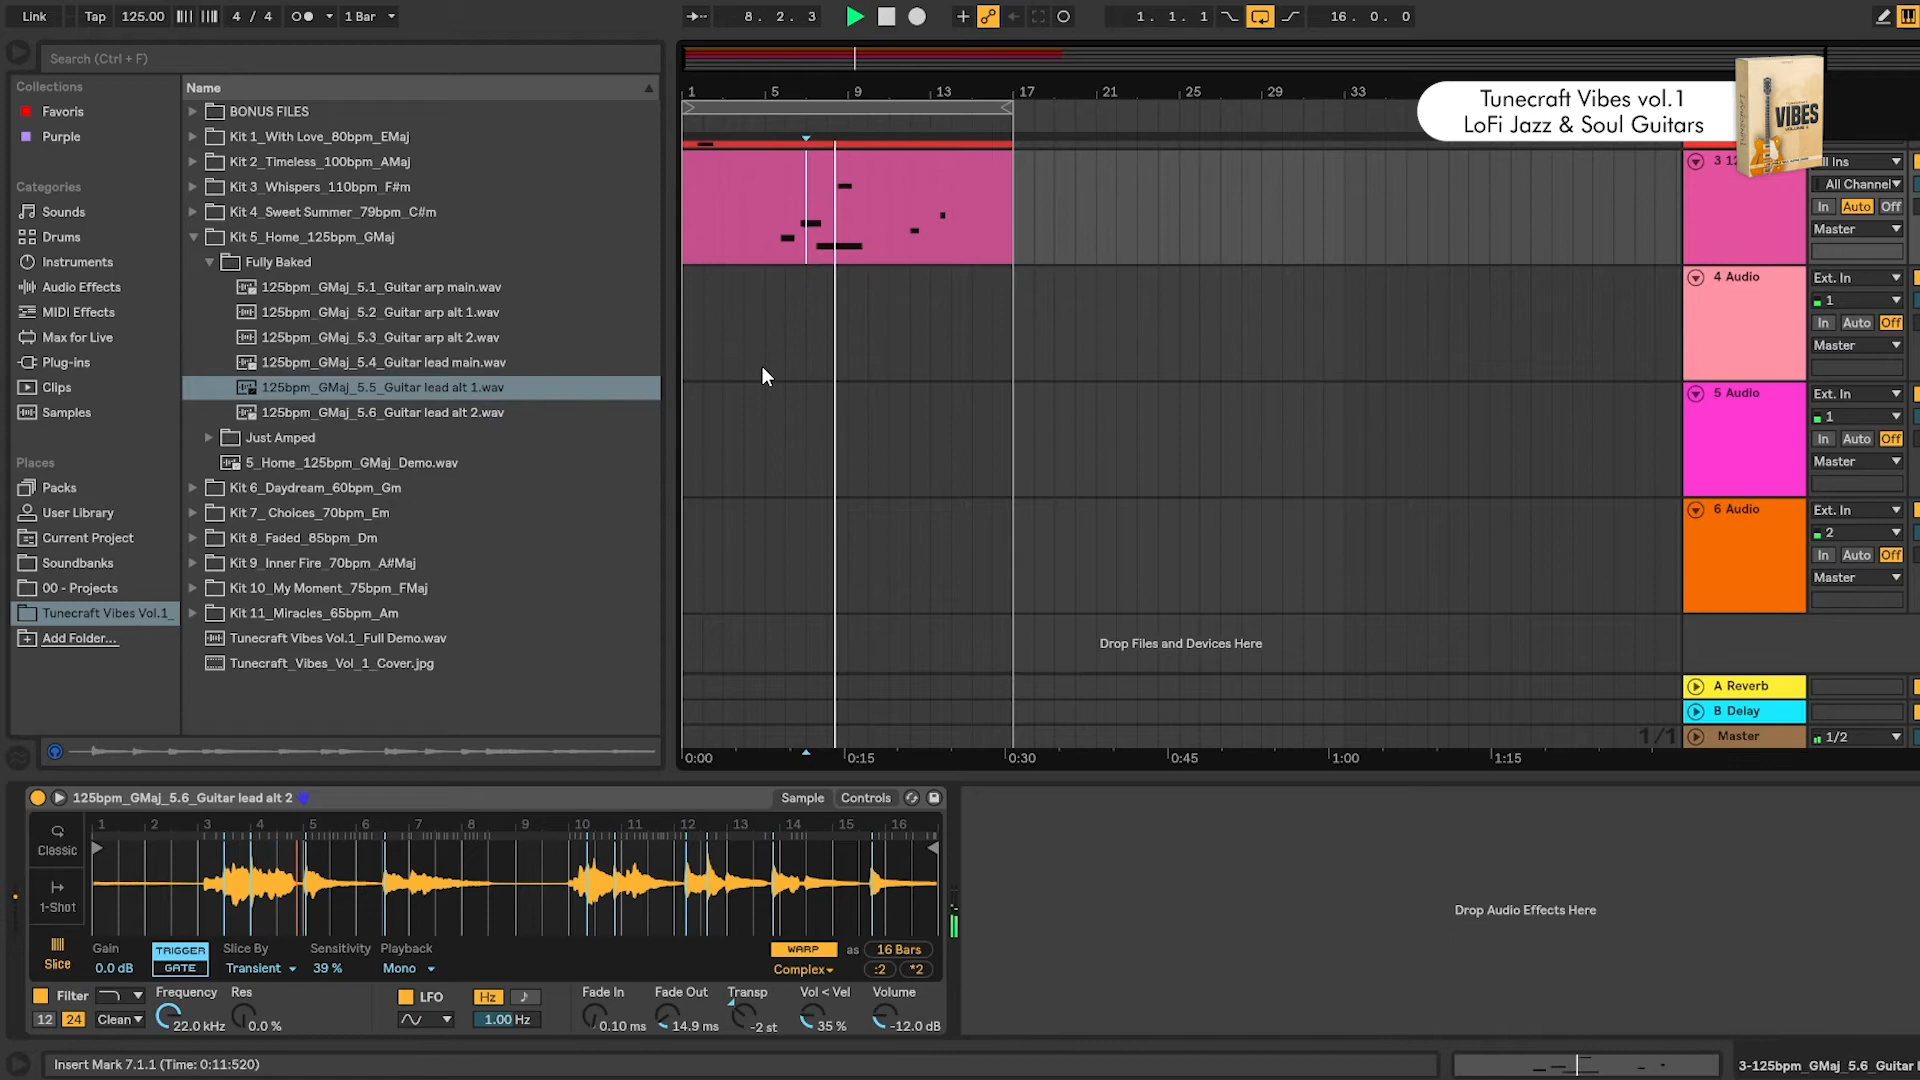 Link
Tap
125.00
4 / 4
1 Bar
8 . 2 . 3
1 . 1 . 1
16 . 0 . 0
Search (Ctrl + F)
Collections
Favoris
Purple
Categories
Sounds
Drums
Instruments
Audio Effects
MIDI Effects
Max for Live
Plug-ins
Clips
Samples
Places
Packs
User Library
Current Project
Soundbanks
00 - Projects
Tunecraft Vibes Vol.1_
Add Folder...
Name
BONUS FILES
Kit 1_With Love_80bpm_EMaj
Kit 2_Timeless_100bpm_AMaj
Kit 3_Whispers_110bpm_F#m
Kit 4_Sweet Summer_79bpm_C#m
Kit 5_Home_125bpm_GMaj
Fully Baked
125bpm_GMaj_5.1_Guitar arp main.wav
125bpm_GMaj_5.2_Guitar arp alt 1.wav
125bpm_GMaj_5.3_Guitar arp alt 2.wav
125bpm_GMaj_5.4_Guitar lead main.wav
125bpm_GMaj_5.5_Guitar lead alt 1.wav
125bpm_GMaj_5.6_Guitar lead alt 2.wav
Just Amped
5_Home_125bpm_GMaj_Demo.wav
Kit 6_Daydream_60bpm_Gm
Kit 7_ Choices_70bpm_Em
Kit 8_Faded_85bpm_Dm
Kit 9_Inner Fire_70bpm_A#Maj
Kit 10_My Moment_75bpm_FMaj
Kit 11_Miracles_65bpm_Am
Tunecraft Vibes Vol.1_Full Demo.wav
Tunecraft_Vibes_Vol_1_Cover.jpg
1 5 9 13 17 21 25 29 33
Tunecraft Vibes vol.1
LoFi Jazz & Soul Guitars
VIBES
3 12
ll Ins
All Channel
In Auto Off
Master
4 Audio
Ext. In
1
In Auto Off
Master
5 Audio
Ext. In
1
In Auto Off
Master
6 Audio
Ext. In
2
In Auto Off
Master
Drop Files and Devices Here
A Reverb
B Delay
1/1
Master
1/2
0:00 0:15 0:30 0:45 1:00 1:15
125bpm_GMaj_5.6_Guitar lead alt 2
Sample
Controls
1 2 3 4 5 6 7 8 9 10 11 12 13 14 15 16
Classic
1-Shot
Slice
Gain
0.0 dB
TRIGGER
GATE
Slice By
Transient
Sensitivity
39 %
Playback
Mono
WARP
as
16 Bars
Complex
:2
*2
Filter
12
24
Clean
Frequency
22.0 kHz
Res
0.0 %
LFO
Hz
1.00 Hz
Fade In
0.10 ms
Fade Out
14.9 ms
Transp
-2 st
Vol < Vel
35 %
Volume
-12.0 dB
Drop Audio Effects Here
Insert Mark 7.1.1 (Time: 0:11:520)
3-125bpm_GMaj_5.6_Guitar l